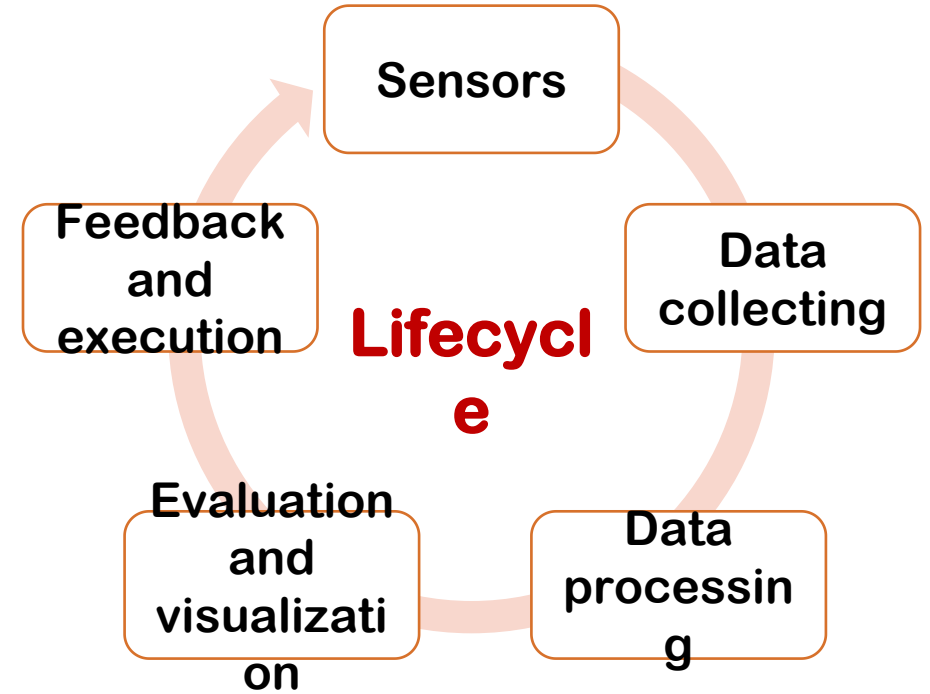 Sensors
Data
collecting
Data
processin
g
Evaluation
and
visualizati
on
Feedback
and
execution
Lifecycl
e